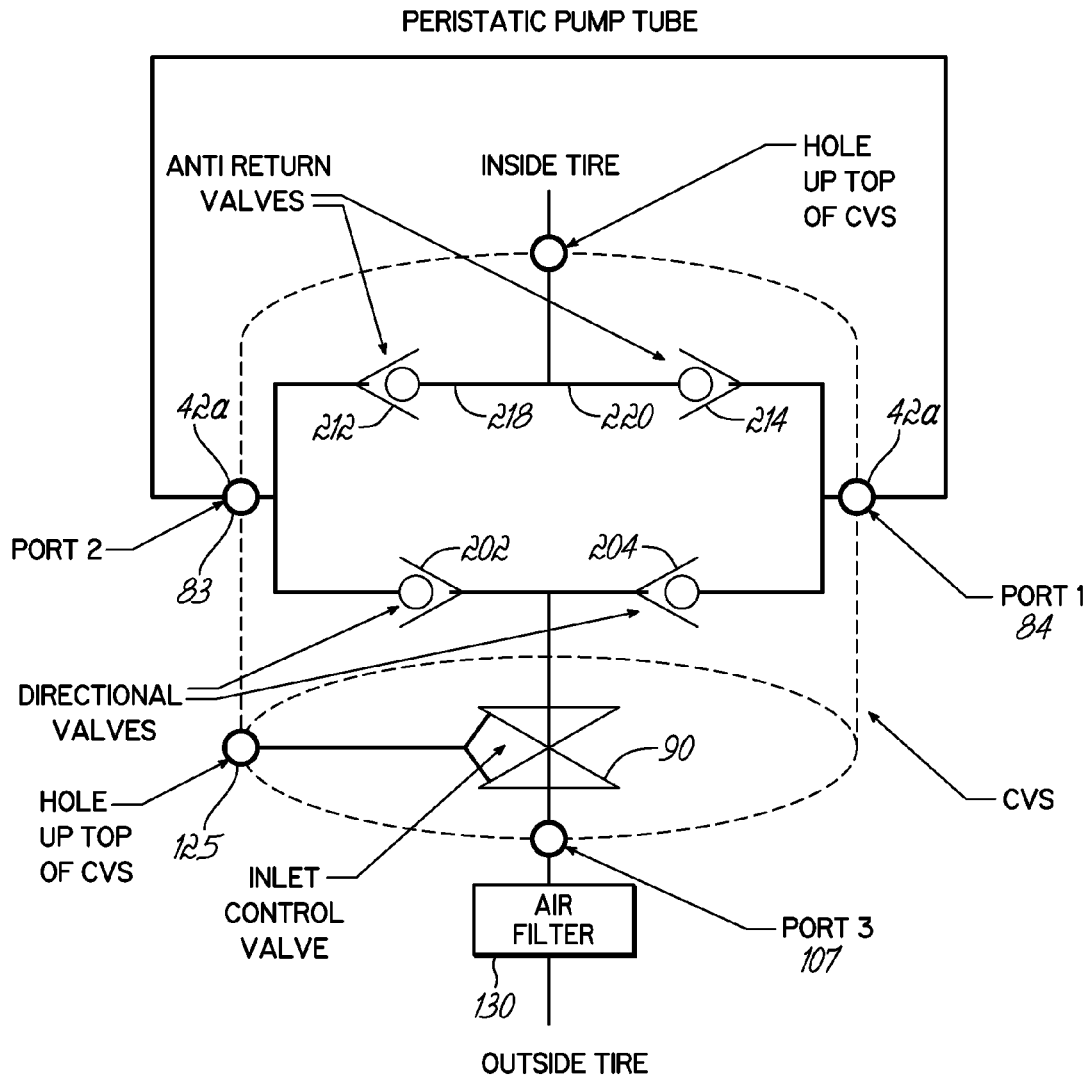 PERISTATIC PUMP TUBE
ANTI RETURN
VALVES
INSIDE TIRE
HOLE
UP TOP
OF CVS
212
218
220
214
42a
42a
PORT 2
83
202
204
PORT 1
84
DIRECTIONAL
VALVES
90
HOLE
UP TOP
OF CVS
125
CVS
INLET
CONTROL
VALVE
AIR
FILTER
PORT 3
107
130
OUTSIDE TIRE